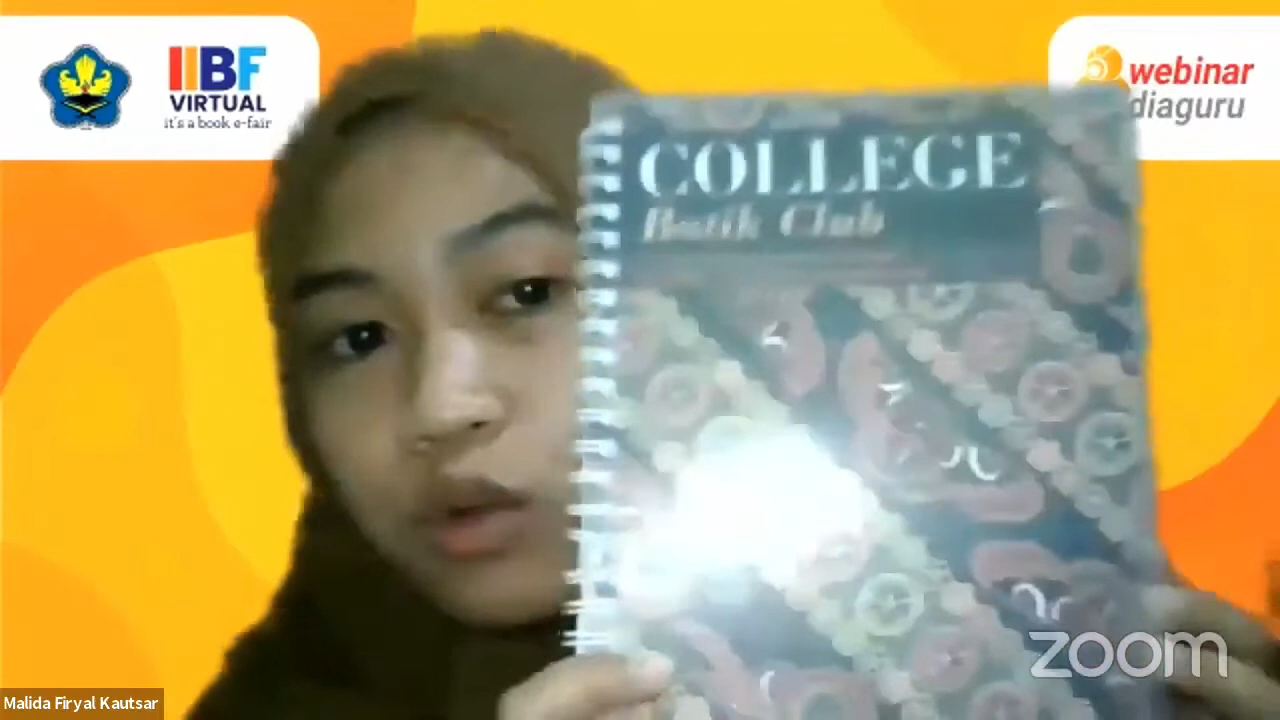 IIBF
VIRTUAL
it's a book e-fair
webinar
diaguru
COLLEGE
Batik Club
zoom
Malida Firyal Kautsar